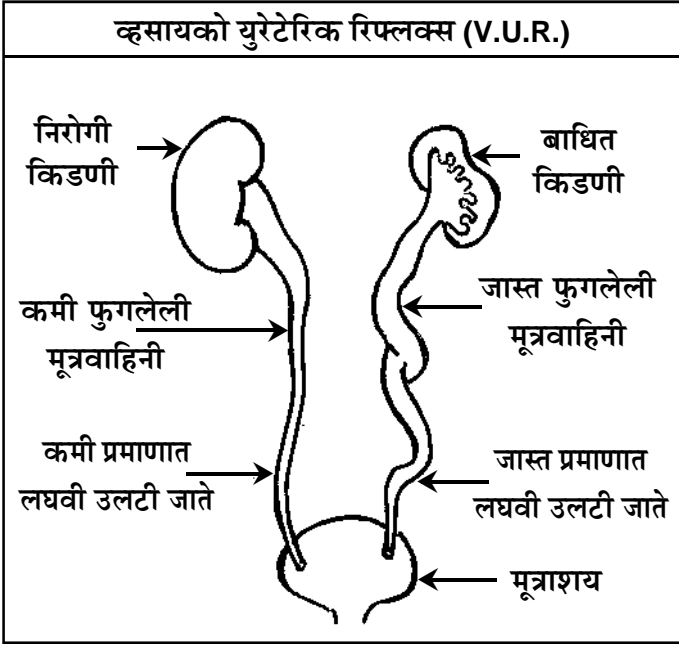 व्हसायको युरेटेरिक रिफ्लक्स (V.U.R.)
निरोगी
किडणी
बाधित
किडणी
कमी फुगलेली
मूत्रवाहिनी
जास्त फुगलेली
मूत्रवाहिनी
कमी प्रमाणात
लघवी उलटी जाते
जास्त प्रमाणात
लघवी उलटी जाते
मूत्राशय